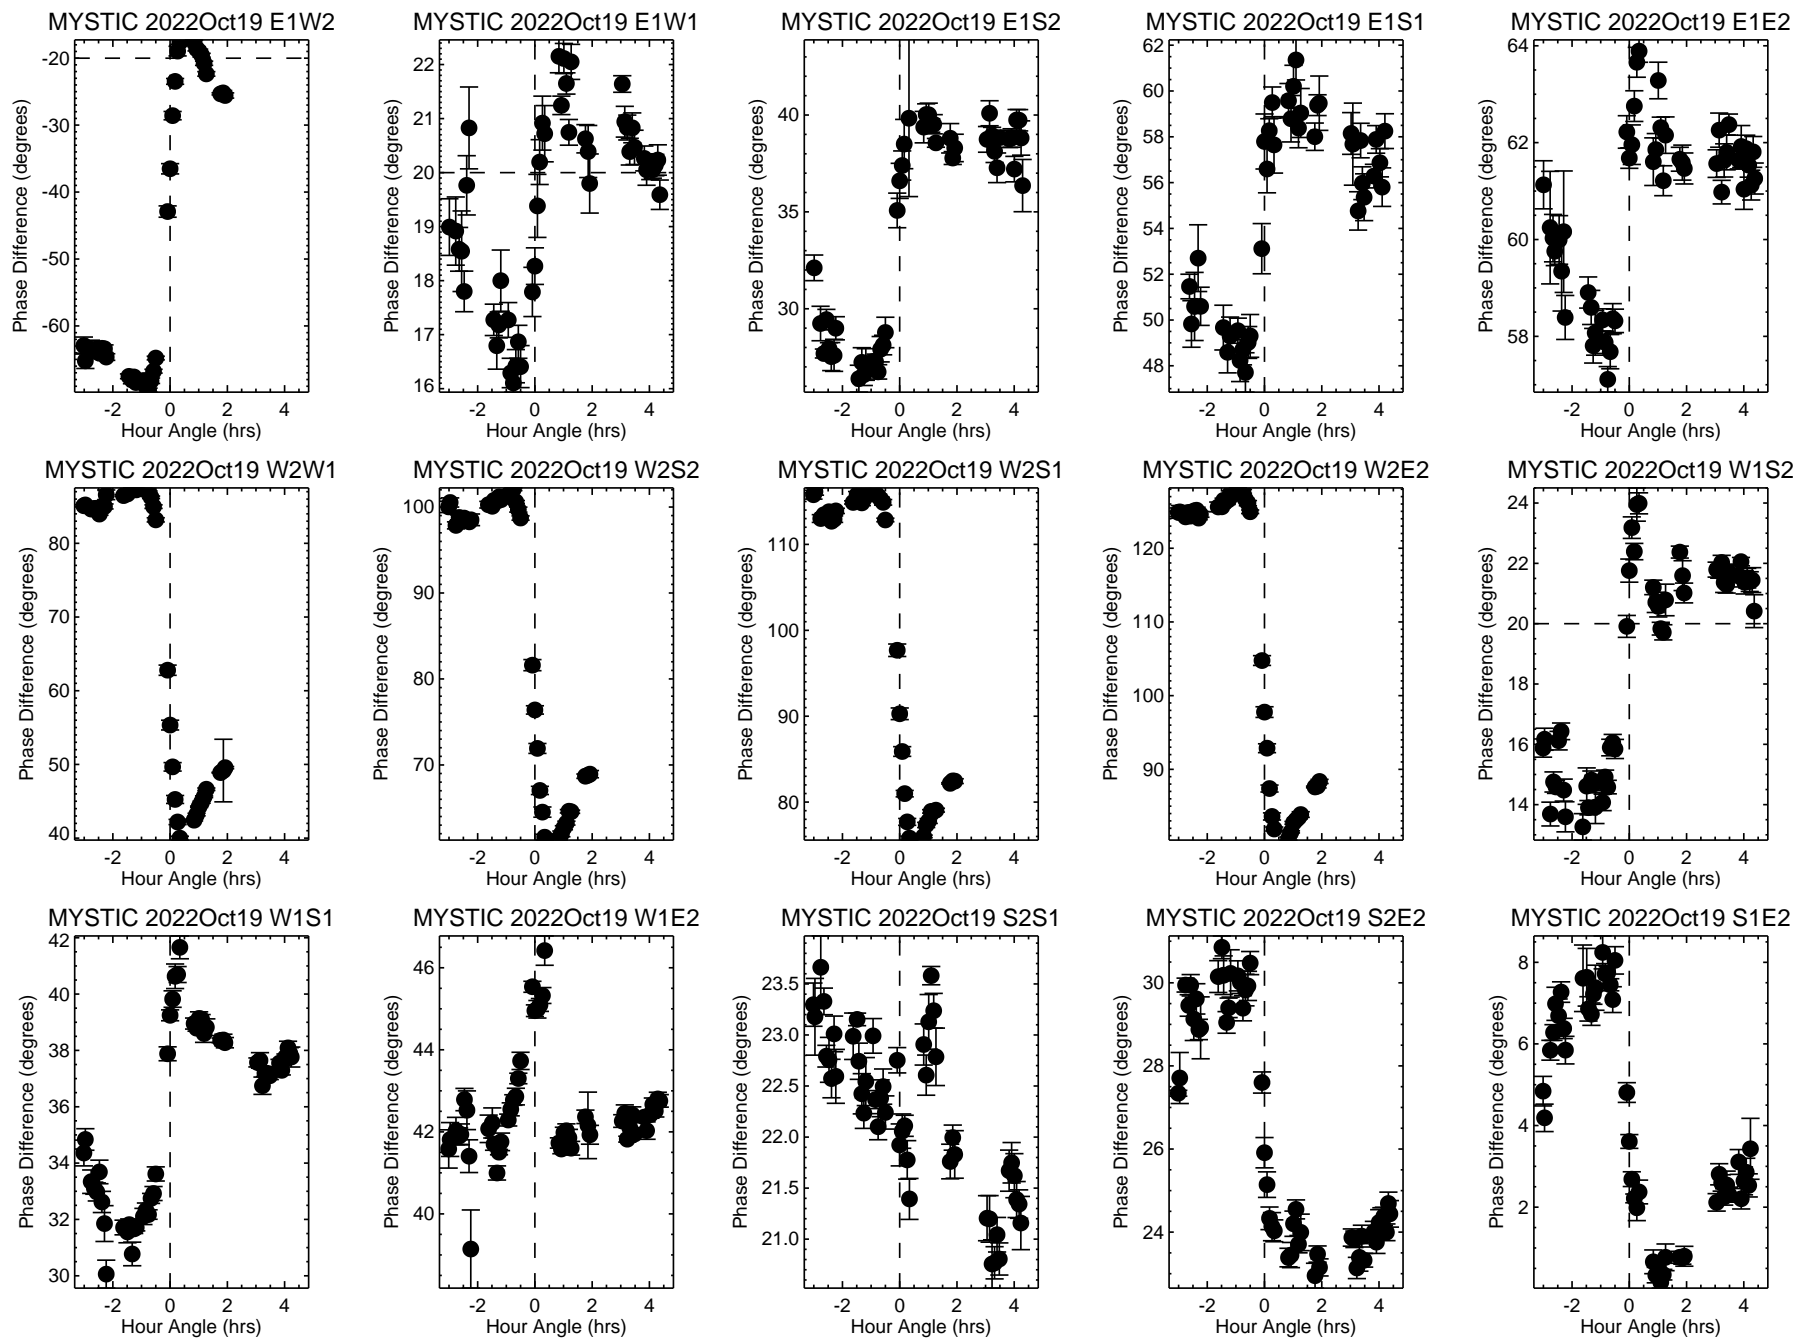 MYSTIC 2022Oct19 E1W2
Phase Difference (degrees)
-20
-30
-40
-50
-60
-2 0 2 4
Hour Angle (hrs)
MYSTIC 2022Oct19 E1W1
Phase Difference (degrees)
22
21
20
19
18
17
16
-2 0 2 4
Hour Angle (hrs)
MYSTIC 2022Oct19 E1S2
Phase Difference (degrees)
40
35
30
-2 0 2 4
Hour Angle (hrs)
MYSTIC 2022Oct19 E1S1
Phase Difference (degrees)
62
60
58
56
54
52
50
48
-2 0 2 4
Hour Angle (hrs)
MYSTIC 2022Oct19 E1E2
Phase Difference (degrees)
64
62
60
58
-2 0 2 4
Hour Angle (hrs)
MYSTIC 2022Oct19 W2W1
Phase Difference (degrees)
80
70
60
50
40
-2 0 2 4
Hour Angle (hrs)
MYSTIC 2022Oct19 W2S2
Phase Difference (degrees)
100
90
80
70
-2 0 2 4
Hour Angle (hrs)
MYSTIC 2022Oct19 W2S1
Phase Difference (degrees)
110
100
90
80
-2 0 2 4
Hour Angle (hrs)
MYSTIC 2022Oct19 W2E2
Phase Difference (degrees)
120
110
100
90
-2 0 2 4
Hour Angle (hrs)
MYSTIC 2022Oct19 W1S2
Phase Difference (degrees)
24
22
20
18
16
14
-2 0 2 4
Hour Angle (hrs)
MYSTIC 2022Oct19 W1S1
Phase Difference (degrees)
42
40
38
36
34
32
30
-2 0 2 4
Hour Angle (hrs)
MYSTIC 2022Oct19 W1E2
Phase Difference (degrees)
46
44
42
40
-2 0 2 4
Hour Angle (hrs)
MYSTIC 2022Oct19 S2S1
Phase Difference (degrees)
23.5
23.0
22.5
22.0
21.5
21.0
-2 0 2 4
Hour Angle (hrs)
MYSTIC 2022Oct19 S2E2
Phase Difference (degrees)
30
28
26
24
-2 0 2 4
Hour Angle (hrs)
MYSTIC 2022Oct19 S1E2
Phase Difference (degrees)
8
6
4
2
-2 0 2 4
Hour Angle (hrs)